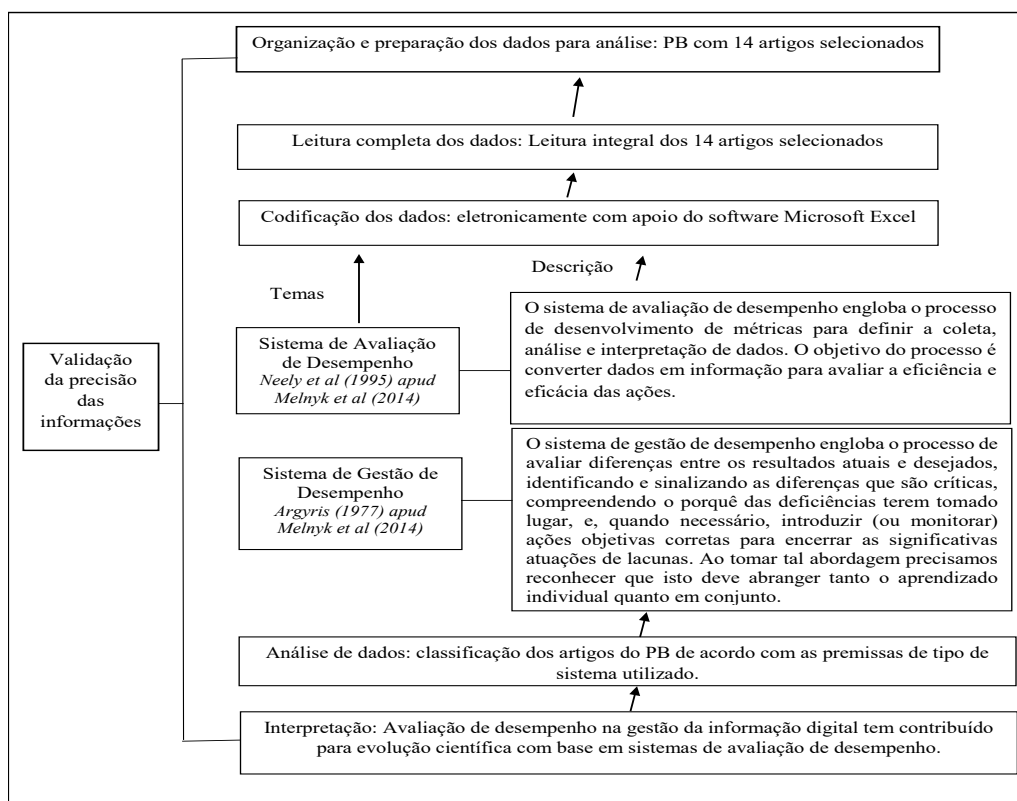 Organização e preparação dos dados para análise: PB com 14 artigos selecionados
Leitura completa dos dados: Leitura integral dos 14 artigos selecionados
Codificação dos dados: eletronicamente com apoio do software Microsoft Excel
Temas
Descrição
Validação
da precisão
das
informações
Sistema de Avaliação
de Desempenho
Neely et al (1995) apud
Melnyk et al (2014)
O sistema de avaliação de desempenho engloba o processo
de desenvolvimento de métricas para definir a coleta,
análise e interpretação de dados. O objetivo do processo é
converter dados em informação para avaliar a eficiência e
eficácia das ações.
Sistema de Gestão de
Desempenho
Argyris (1977) apud
Melnyk et al (2014)
O sistema de gestão de desempenho engloba o processo de
avaliar diferenças entre os resultados atuais e desejados,
identificando e sinalizando as diferenças que são críticas,
compreendendo o porquê das deficiências terem tomado
lugar, e, quando necessário, introduzir (ou monitorar)
ações objetivas corretas para encerrar as significativas
atuações de lacunas. Ao tomar tal abordagem precisamos
reconhecer que isto deve abranger tanto o aprendizado
individual quanto em conjunto.
Análise de dados: classificação dos artigos do PB de acordo com as premissas de tipo de
sistema utilizado.
Interpretação: Avaliação de desempenho na gestão da informação digital tem contribuído
para evolução científica com base em sistemas de avaliação de desempenho.